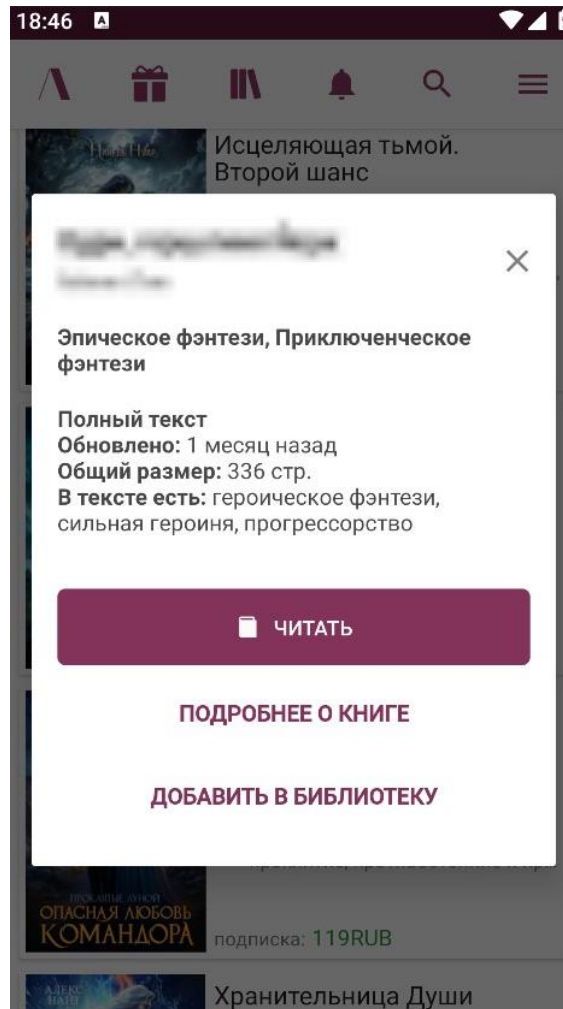 18:46
Исцеляющая тьмой.
Второй шанс
Эпическое фэнтези, Приключенческое
фэнтези
Полный текст
Обновлено: 1 месяц назад
Общий размер: 336 стр.
В тексте есть: героическое фэнтези,
сильная героиня, прогрессорство
ЧИТАТЬ
ПОДРОБНЕЕ О КНИГЕ
ДОБАВИТЬ В БИБЛИОТЕКУ
ПРОКЛЯТЫЕ ЛУНОЙ
ОПАСНАЯ ЛЮБОВЬ
КОМАНДОРА
подписка: 119RUB
Хранительница Души